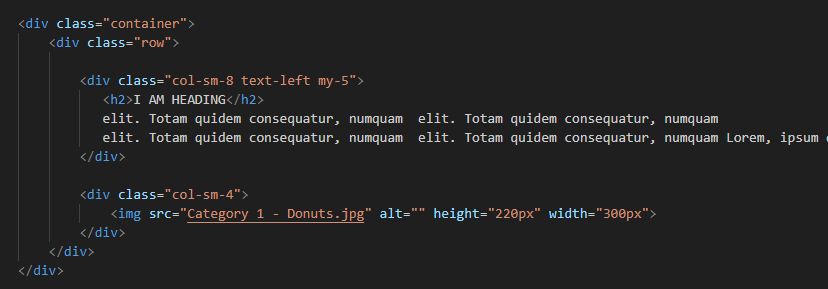 <div class="container">
<div class="row">
<div class="col-sm-8 text-left my-5">
<h2>I AM HEADING</h2>
elit. Totam quidem consequatur, numquam  elit. Totam quidem consequatur, numquam
elit. Totam quidem consequatur, numquam  elit. Totam quidem consequatur, numquam Lorem, ipsum
</div>
<div class="col-sm-4">
<img src="Category 1 - Donuts.jpg" alt="" height="220px" width="300px">
</div>
</div>
</div>